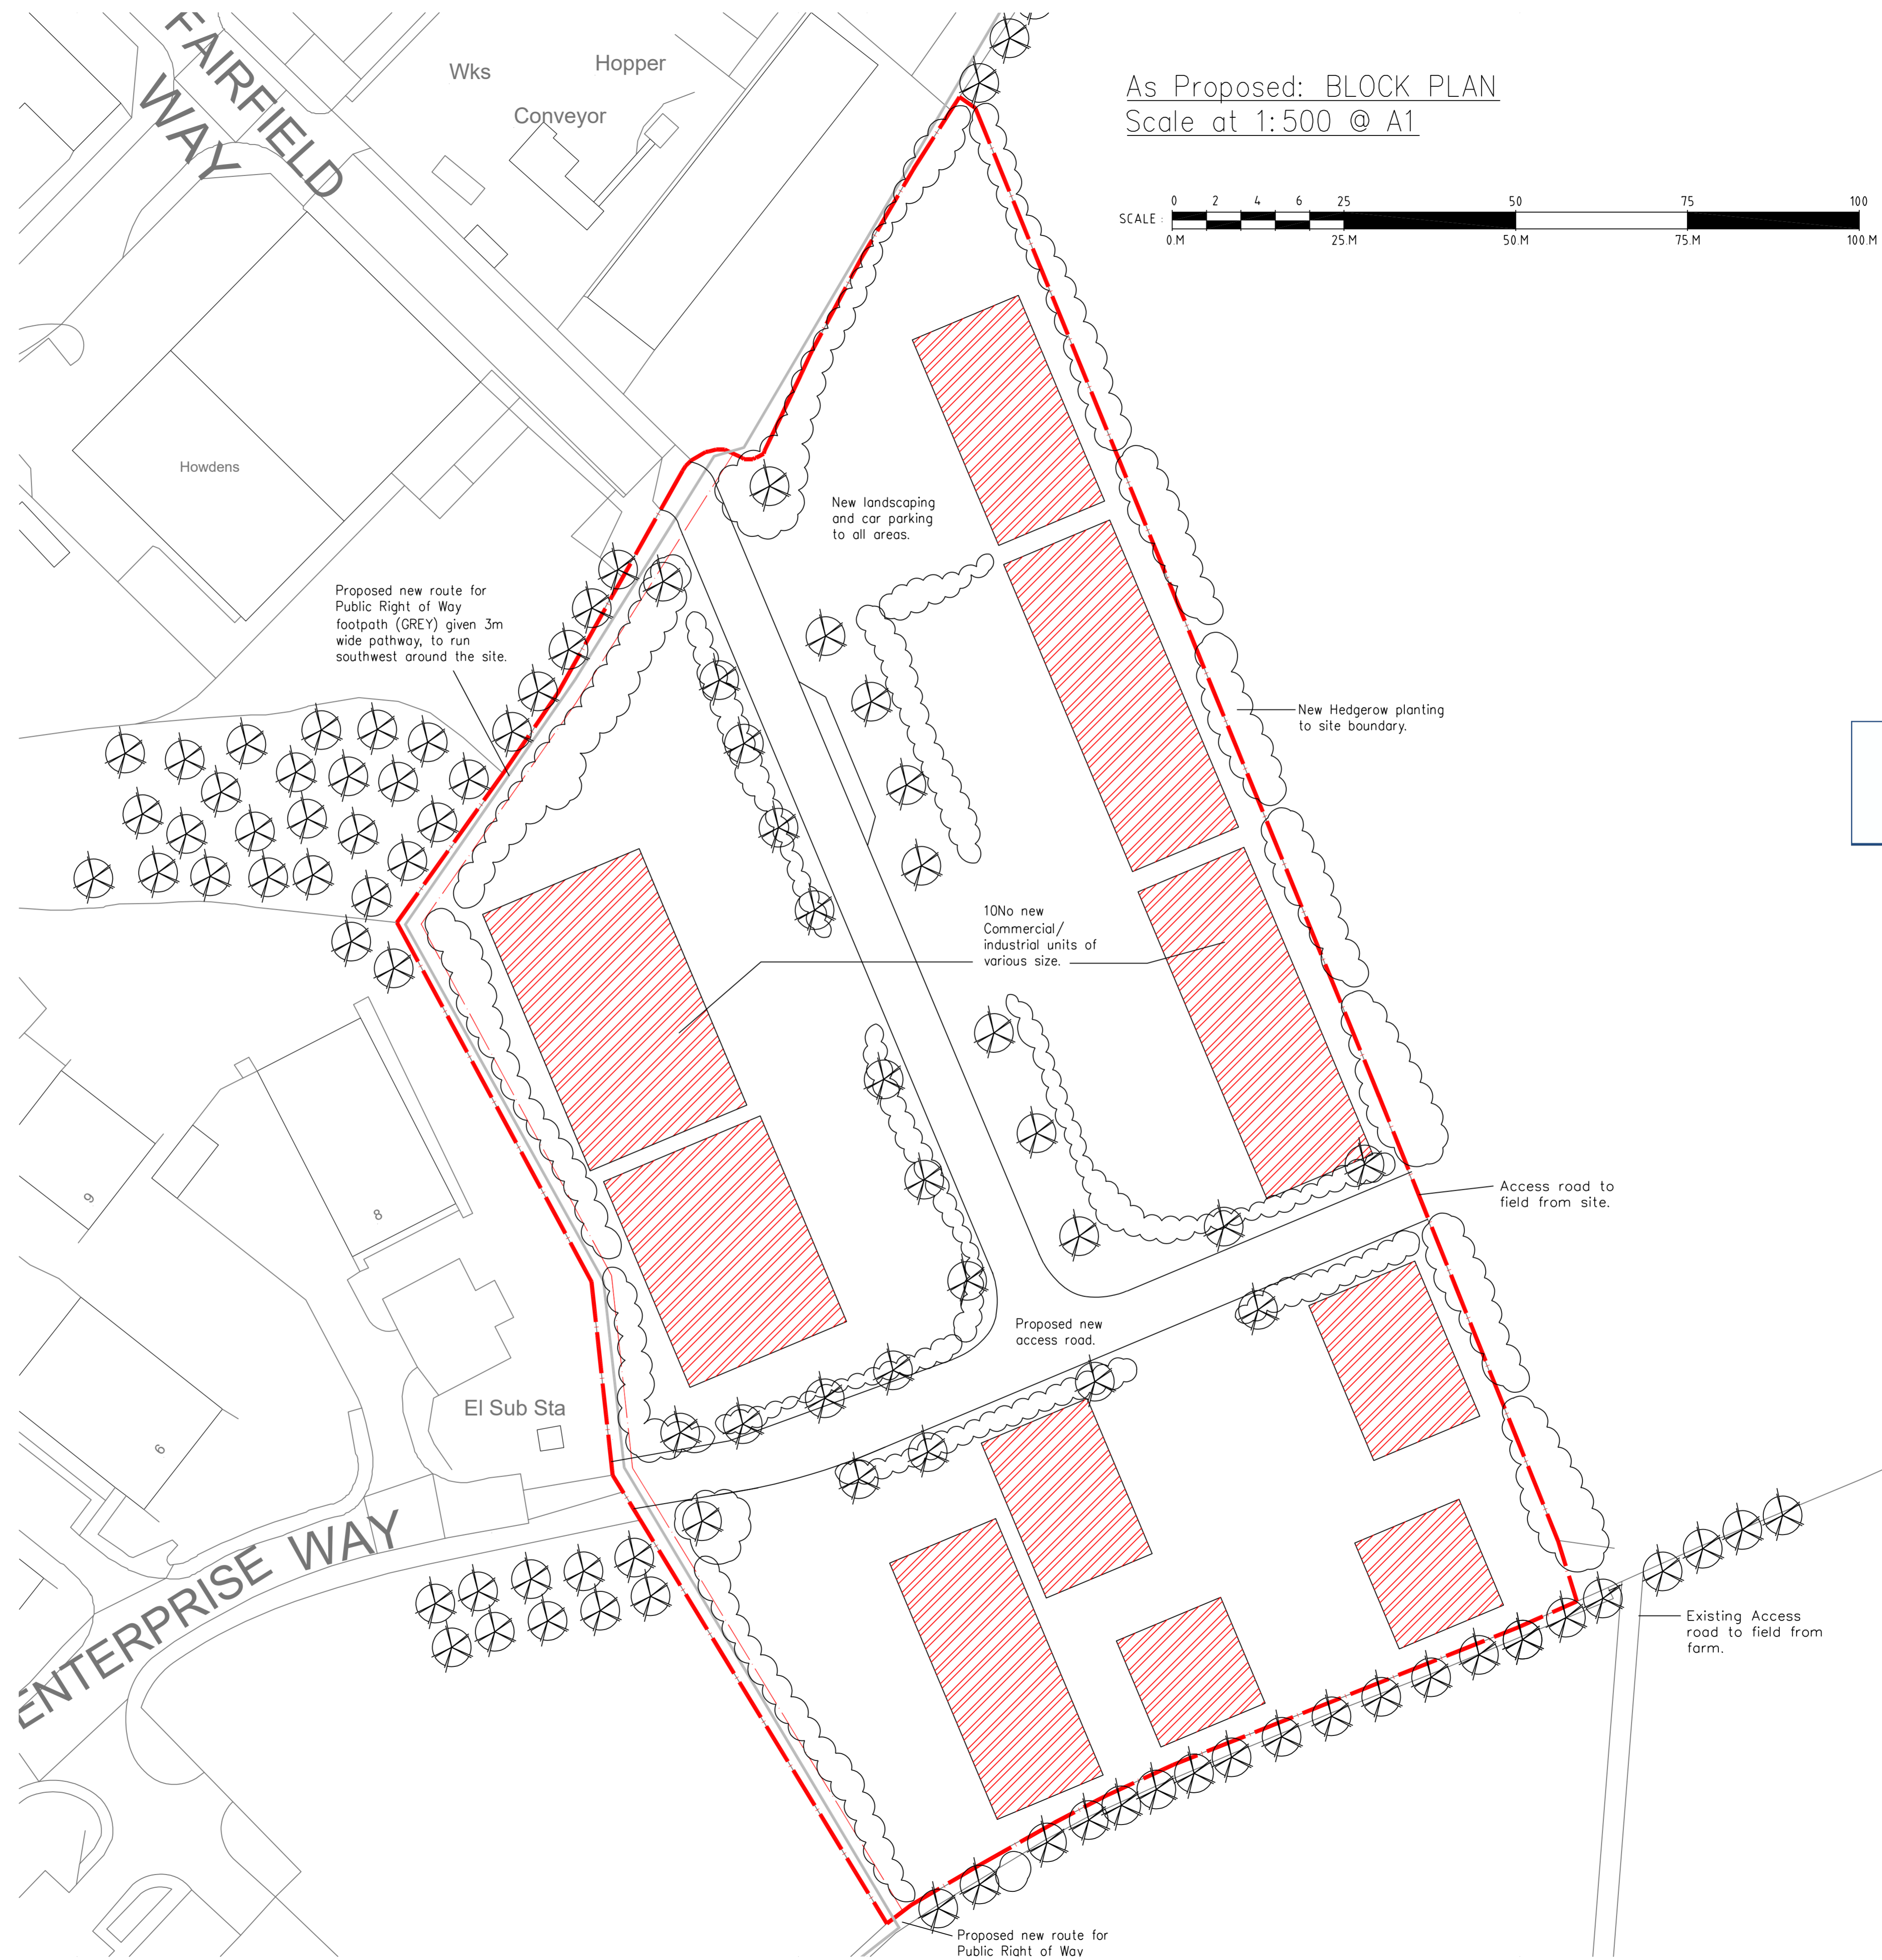 FAIRFIELD
WAY
Wks
Hopper
Conveyor
As Proposed: BLOCK PLAN
Scale at 1:500 @ A1
0 2 4 6 25 50 75 100
SCALE :
0.M 25.M 50.M 75.M 100.M
Howdens
New landscaping
and car parking
to all areas.
Proposed new route for
Public Right of Way
footpath (GREY) given 3m
wide pathway, to run
southwest around the site.
New Hedgerow planting
to site boundary.
10No new
Commercial/
industrial units of
various size.
Access road to
field from site.
9
8
6
Proposed new
access road.
El Sub Sta
ENTERPRISE WAY
Existing Access
road to field from
farm.
Proposed new route for
Public Right of Way